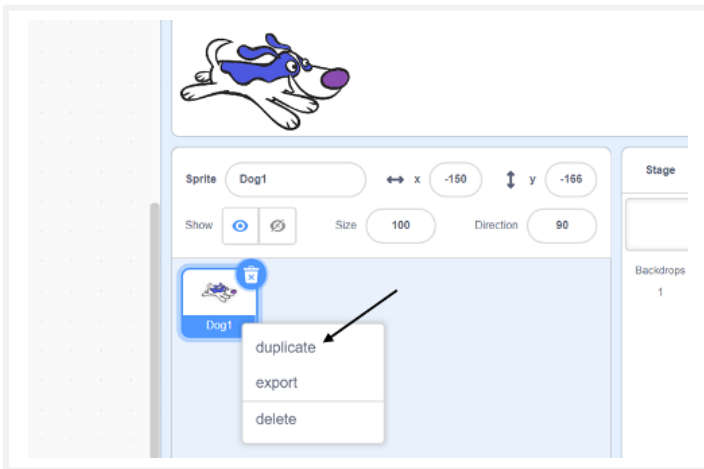 Sprite Dog1 x -150 y -166
Show Size 100 Direction 90
Dog1
duplicate
export
delete
Stage
Backdrops
1